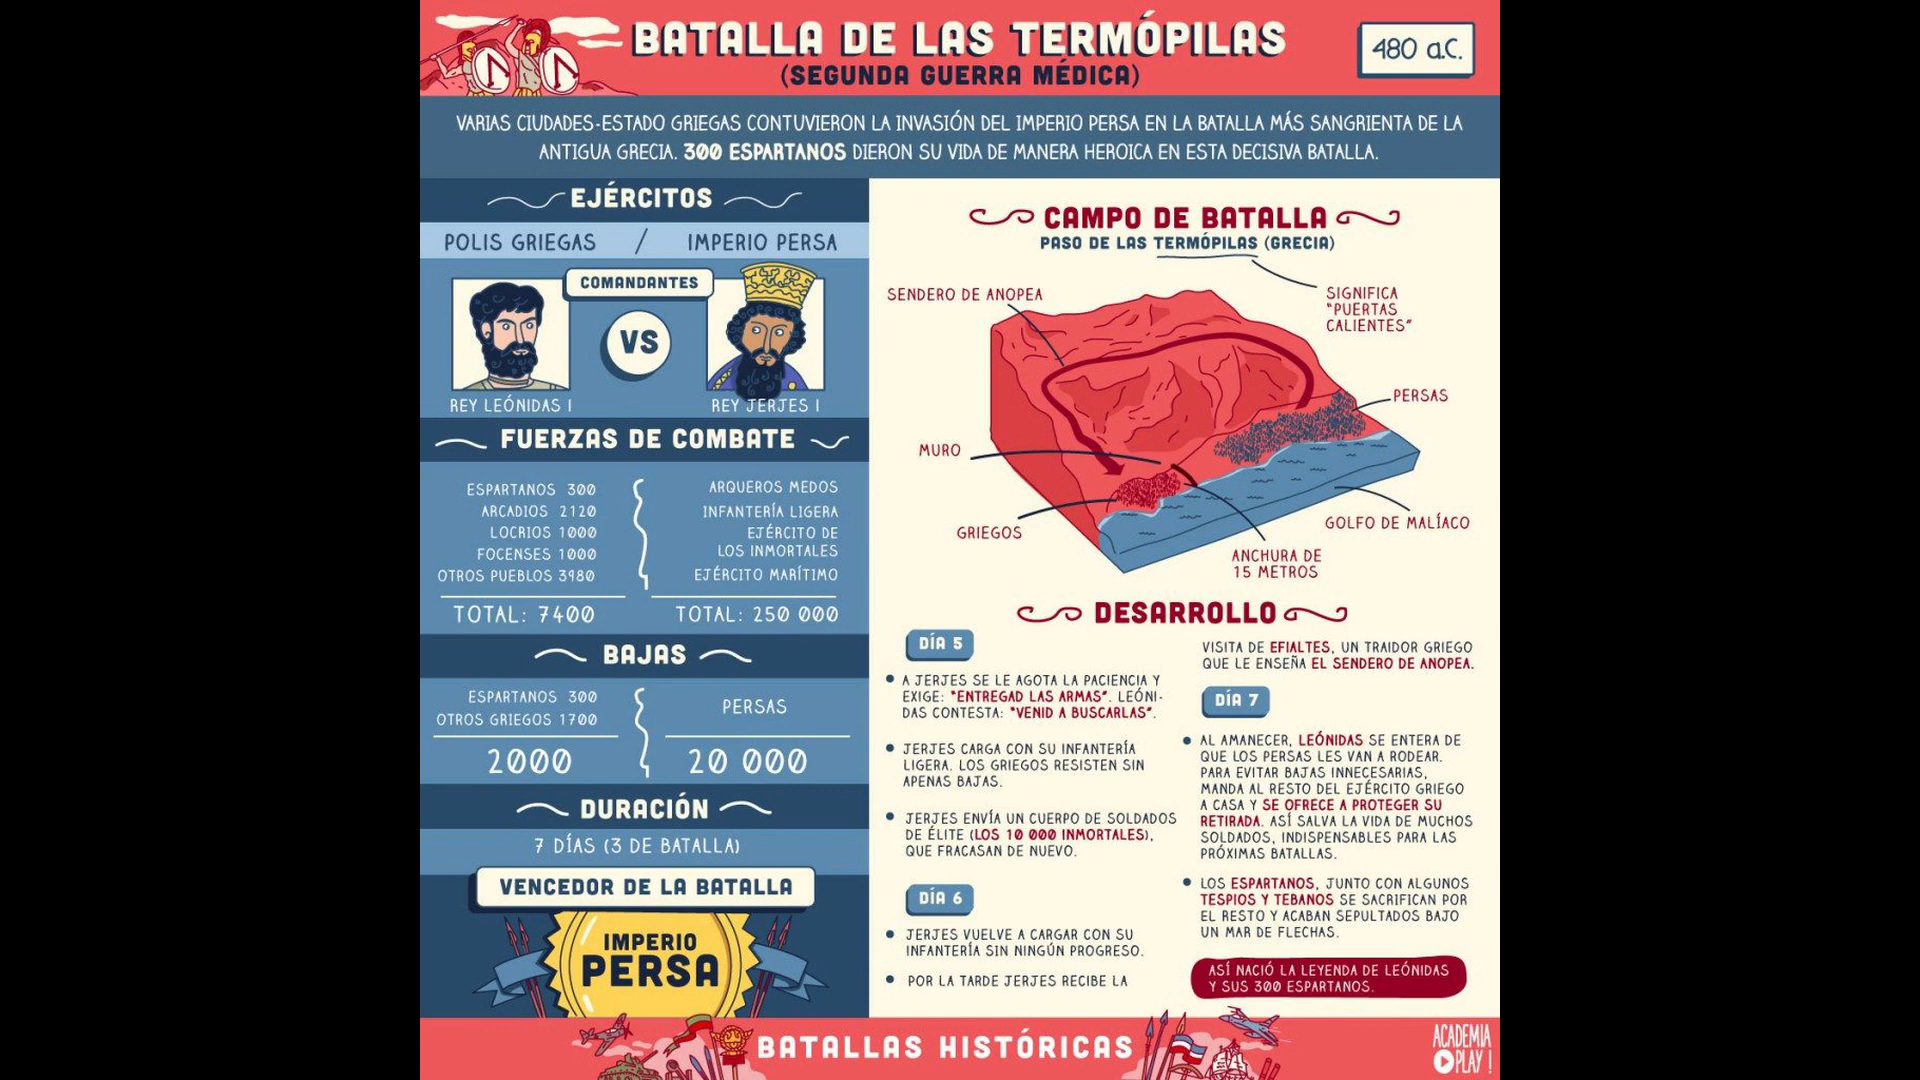 BATALLA DE LAS TERMÓPILAS
(SEGUNDA GUERRA MÉDICA)
480 a.C.
VARIAS CIUDADES-ESTADO GRIEGAS CONTUVIERON LA INVASIÓN DEL IMPERIO PERSA EN LA BATALLA MÁS SANGRIENTA DE LA
ANTIGUA GRECIA. 300 ESPARTANOS DIERON SU VIDA DE MANERA HEROICA EN ESTA DECISIVA BATALLA.
EJÉRCITOS
POLIS GRIEGAS / IMPERIO PERSA
COMANDANTES
VS
REY LEÓNIDAS I
REY JERJES I
FUERZAS DE COMBATE
ESPARTANOS 300
ARCADIOS 2120
LOCRIOS 1000
FOCENSES 1000
OTROS PUEBLOS 3980
TOTAL: 7400
ARQUEROS MEDOS
INFANTERÍA LIGERA
EJÉRCITO DE
LOS INMORTALES
EJÉRCITO MARÍTIMO
TOTAL: 250 000
BAJAS
ESPARTANOS 300
OTROS GRIEGOS 1700
2000
PERSAS
20 000
DURACIÓN
7 DÍAS (3 DE BATALLA)
VENCEDOR DE LA BATALLA
IMPERIO
PERSA
CAMPO DE BATALLA
PASO DE LAS TERMÓPILAS (GRECIA)
SIGNIFICA
"PUERTAS
CALIENTES"
SENDERO DE ANOPEA
PERSAS
MURO
GRIEGOS
GOLFO DE MALÍACO
ANCHURA DE
15 METROS
DESARROLLO
DÍA 5
A JERJES SE LE AGOTA LA PACIENCIA Y
EXIGE: "ENTREGAD LAS ARMAS". LEÓNI-
DAS CONTESTA: "VENID A BUSCARLAS".
JERJES CARGA CON SU INFANTERÍA
LIGERA. LOS GRIEGOS RESISTEN SIN
APENAS BAJAS.
JERJES ENVÍA UN CUERPO DE SOLDADOS
DE ÉLITE (LOS 10 000 INMORTALES),
QUE FRACASAN DE NUEVO.
DÍA 6
JERJES VUELVE A CARGAR CON SU
INFANTERÍA SIN NINGÚN PROGRESO.
POR LA TARDE JERJES RECIBE LA
VISITA DE EFIALTES, UN TRAIDOR GRIEGO
QUE LE ENSEÑA EL SENDERO DE ANOPEA.
DÍA 7
AL AMANECER, LEÓNIDAS SE ENTERA DE
QUE LOS PERSAS LES VAN A RODEAR.
PARA EVITAR BAJAS INNECESARIAS,
MANDA AL RESTO DEL EJÉRCITO GRIEGO
A CASA Y SE OFRECE A PROTEGER SU
RETIRADA. ASÍ SALVA LA VIDA DE MUCHOS
SOLDADOS, INDISPENSABLES PARA LAS
PRÓXIMAS BATALLAS.
LOS ESPARTANOS, JUNTO CON ALGUNOS
TESPIOS Y TEBANOS SE SACRIFICAN POR
EL RESTO Y ACABAN SEPULTADOS BAJO
UN MAR DE FLECHAS.
ASÍ NACIÓ LA LEYENDA DE LEÓNIDAS
Y SUS 300 ESPARTANOS.
BATALLAS HISTÓRICAS
ACADEMIA
PLAY!